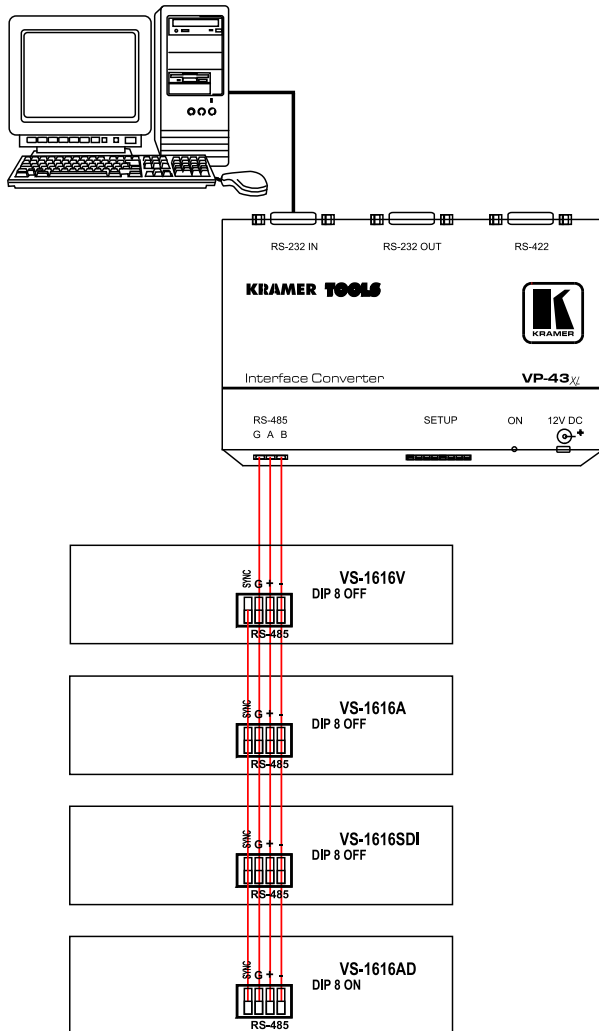 RS-232 IN RS-232 OUT RS-422
KRAMER TOOLS
K
KRAMER
Interface Converter VP-43XL
RS-485 SETUP ON 12V DC
G A B +
SYNC G + - VS-1616V
DIP 8 OFF
RS-485
SYNC G + - VS-1616A
DIP 8 OFF
RS-485
SYNC G + - VS-1616SDI
DIP 8 OFF
RS-485
SYNC G + - VS-1616AD
DIP 8 ON
RS-485